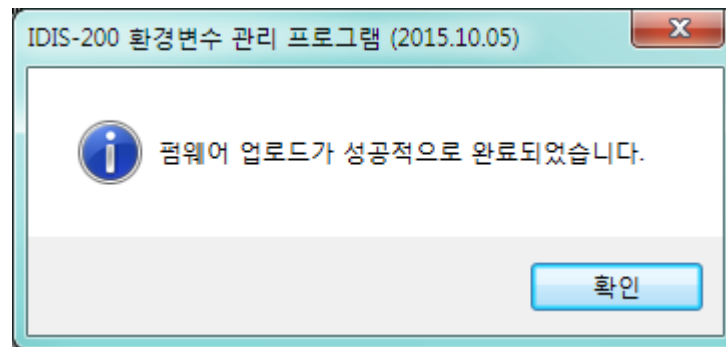 IDIS-200 환경변수 관리 프로그램 (2015.10.05)
펌웨어 업로드가 성공적으로 완료되었습니다.
확인